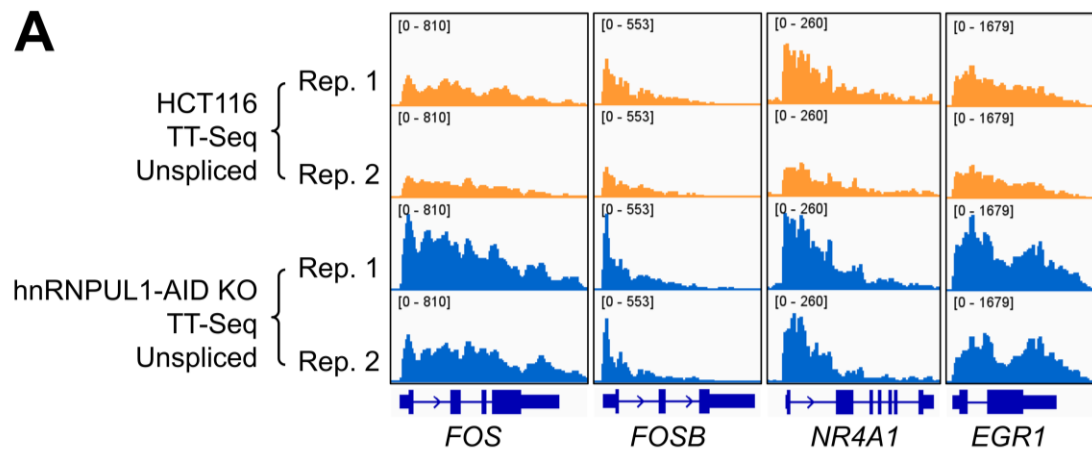 A
HCT116
TT-Seq
Unspliced
Rep. 1
[0 - 810] [0 - 553] [0 - 260] [0 - 1679]
Rep. 2
[0 - 810] [0 - 553] [0 - 260] [0 - 1679]
hnRNPUL1-AID KO
TT-Seq
Unspliced
Rep. 1
[0 - 810] [0 - 553] [0 - 260] [0 - 1679]
Rep. 2
[0 - 810] [0 - 553] [0 - 260] [0 - 1679]
FOS FOSB NR4A1 EGR1